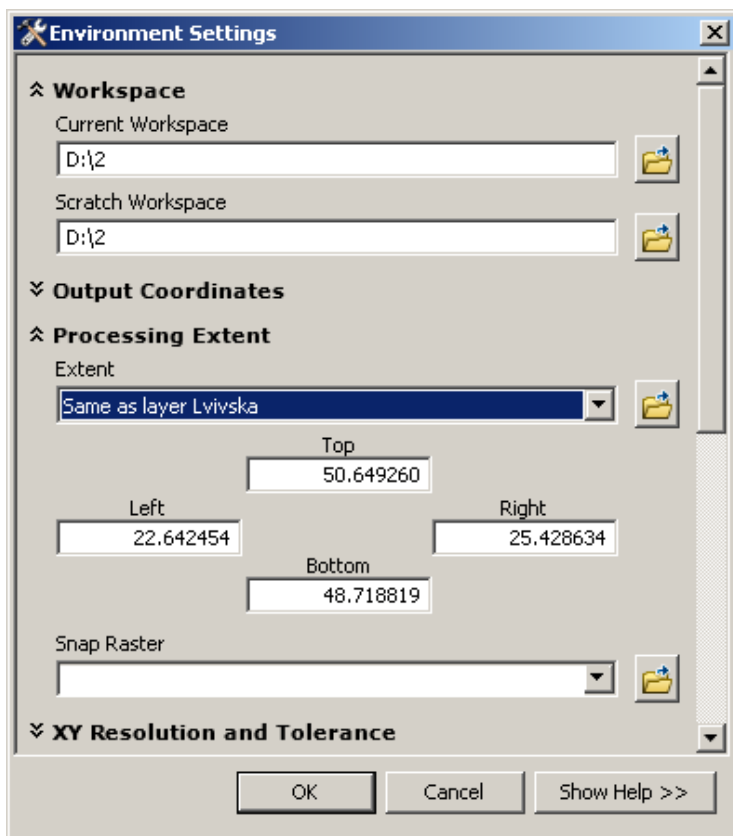 Environment Settings
Workspace
Current Workspace
D:\2
Scratch Workspace
D:\2
Output Coordinates
Processing Extent
Extent
Same as layer Lvivska
Top
50.649260
Left Right
22.642454 25.428634
Bottom
48.718819
Snap Raster
XY Resolution and Tolerance
OK Cancel Show Help >>